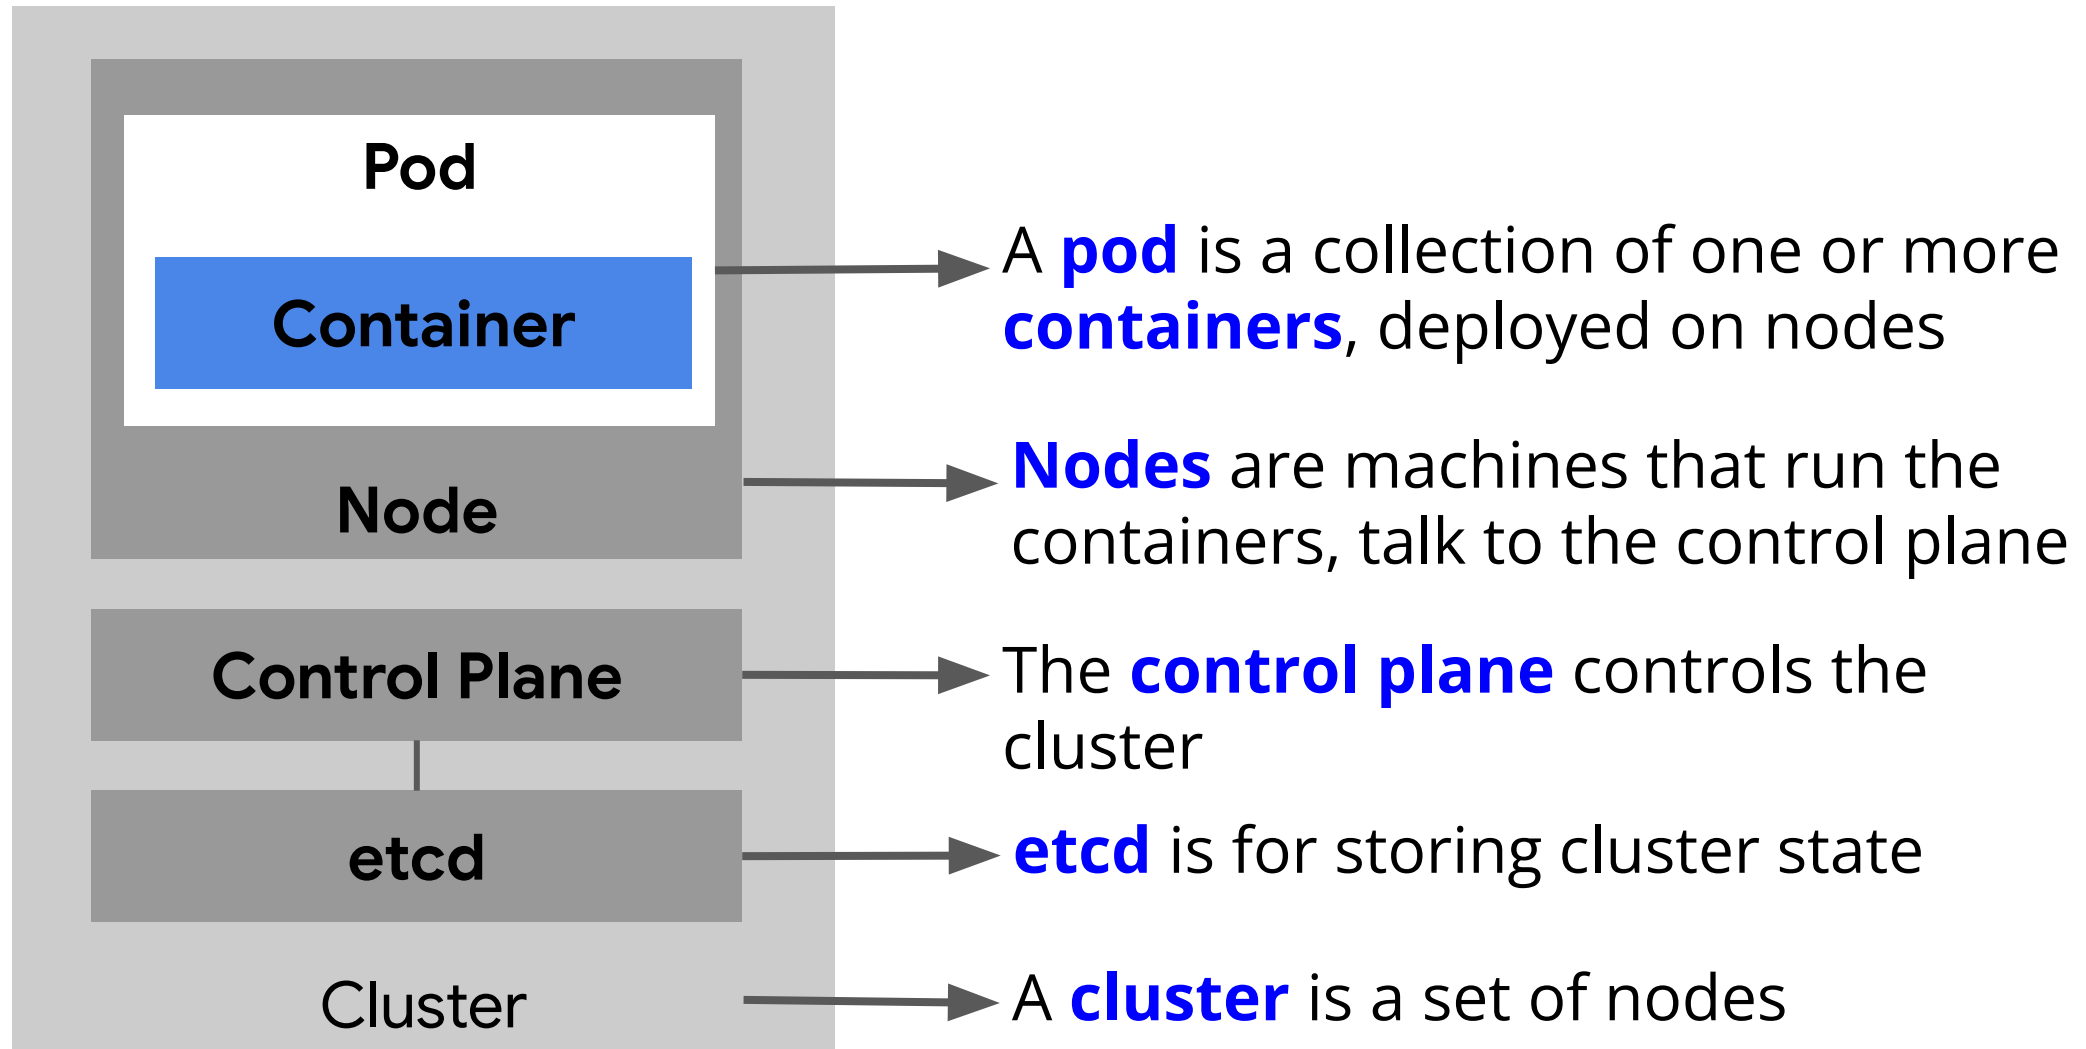 Pod
Container
Node
Control Plane
etcd
Cluster
A pod is a collection of one or more
containers, deployed on nodes
Nodes are machines that run the
containers, talk to the control plane
The control plane controls the
cluster
etcd is for storing cluster state
A cluster is a set of nodes